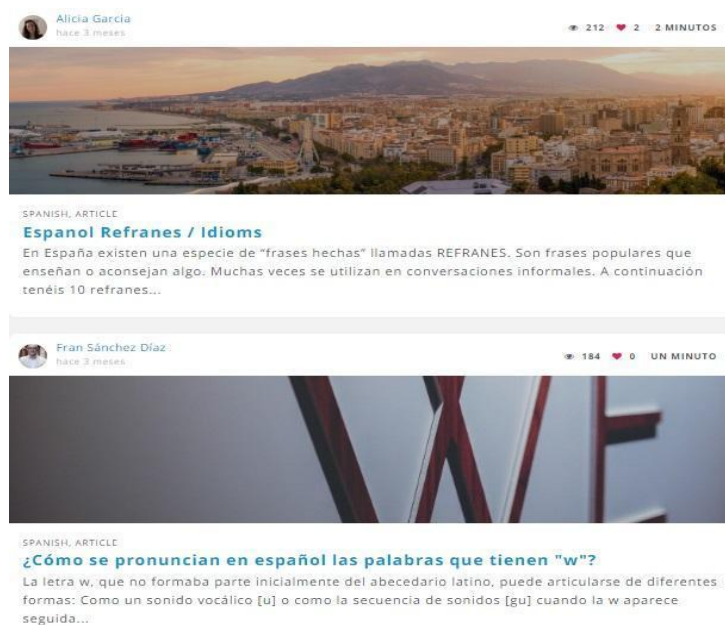 Alicia Garcia
hace 3 meses
212 2 2 MINUTOS
SPANISH, ARTICLE
Espanol Refranes / Idioms
En España existen una especie de “frases hechas” llamadas REFRANES. Son frases populares que
enseñan o aconsejan algo. Muchas veces se utilizan en conversaciones informales. A continuación
tenéis 10 refranes...
Fran Sánchez Díaz
hace 3 meses
184 0 UN MINUTO
WE
SPANISH, ARTICLE
¿Cómo se pronuncian en español las palabras que tienen "w"?
La letra w, que no formaba parte inicialmente del abecedario latino, puede articularse de diferentes
formas: Como un sonido vocálico [u] o como la secuencia de sonidos [gu] cuando la w aparece
seguida...